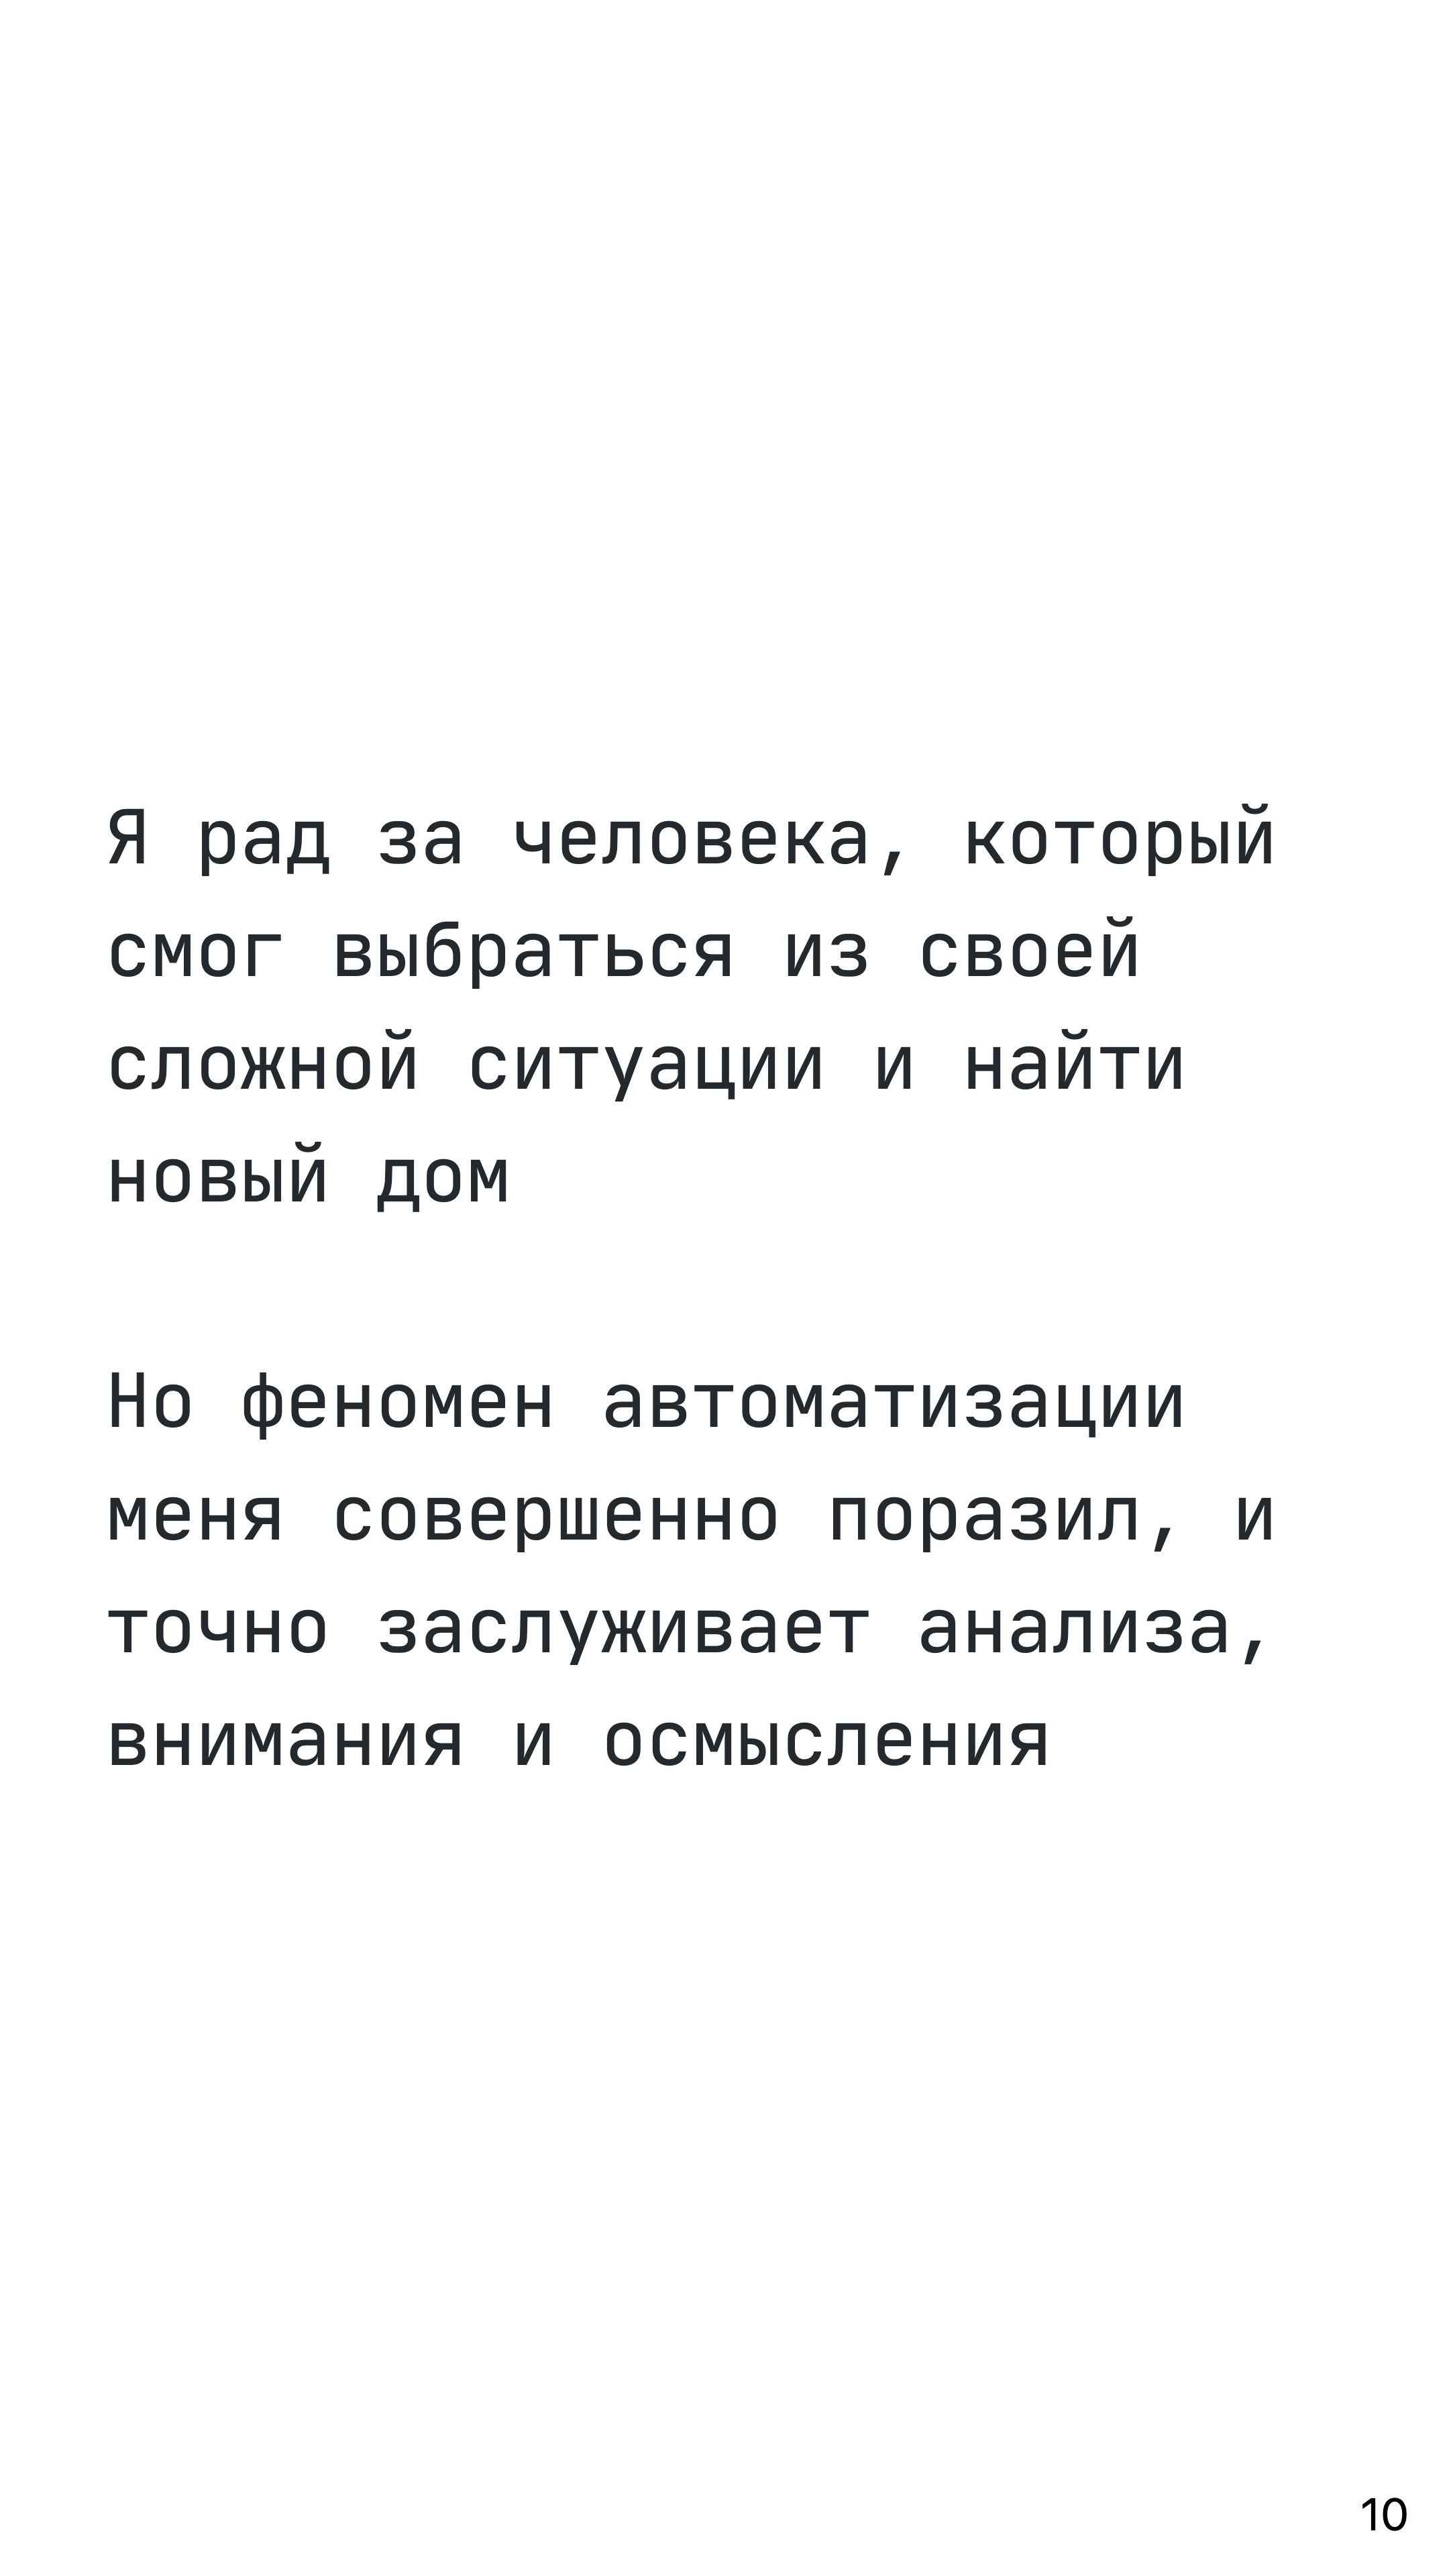 Я рад за человека, который
смог выбраться из своей
сложной ситуации и найти
новый дом
Но феномен автоматизации
меня совершенно поразил, и
точно заслуживает анализа,
внимания и осмысления
10